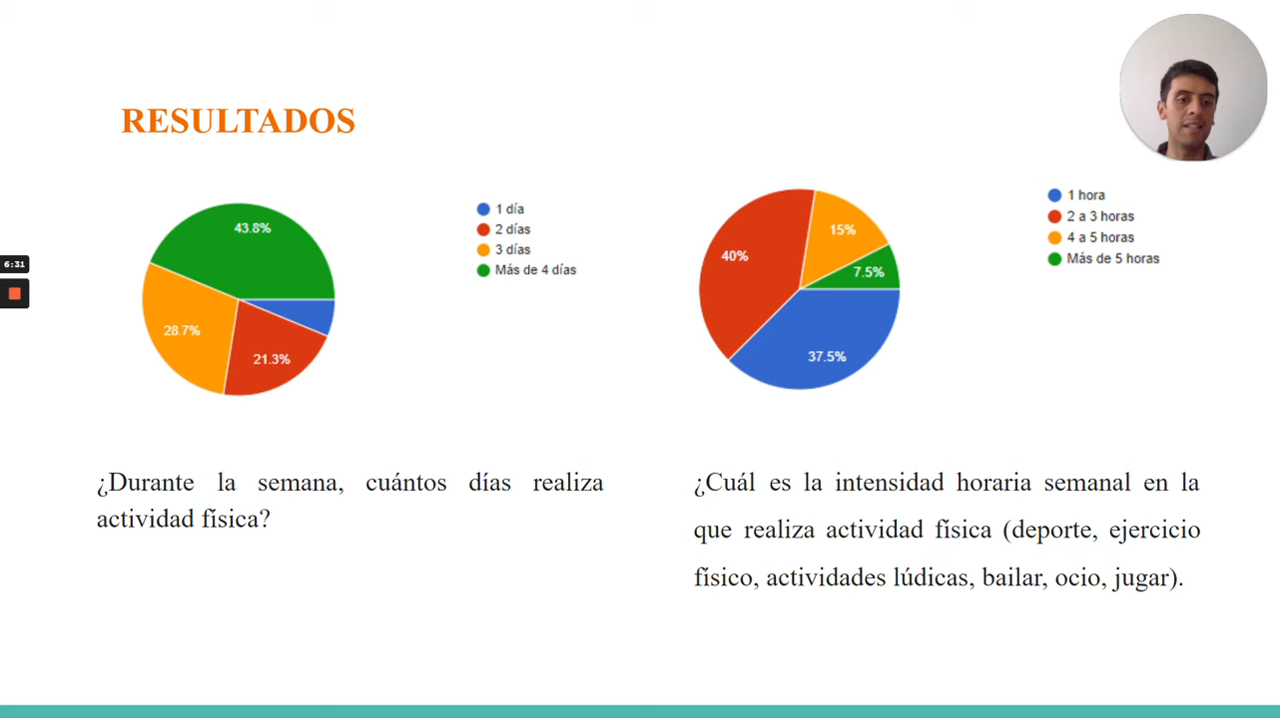 RESULTADOS
43.8%
28.7%
21.3%
1 día
2 días
3 días
Más de 4 días
40%
15%
7.5%
37.5%
1 hora
2 a 3 horas
4 a 5 horas
Más de 5 horas
6:31
¿Durante la semana, cuántos días realiza
actividad física?
¿Cuál es la intensidad horaria semanal en la
que realiza actividad física (deporte, ejercicio
físico, actividades lúdicas, bailar, ocio, jugar).